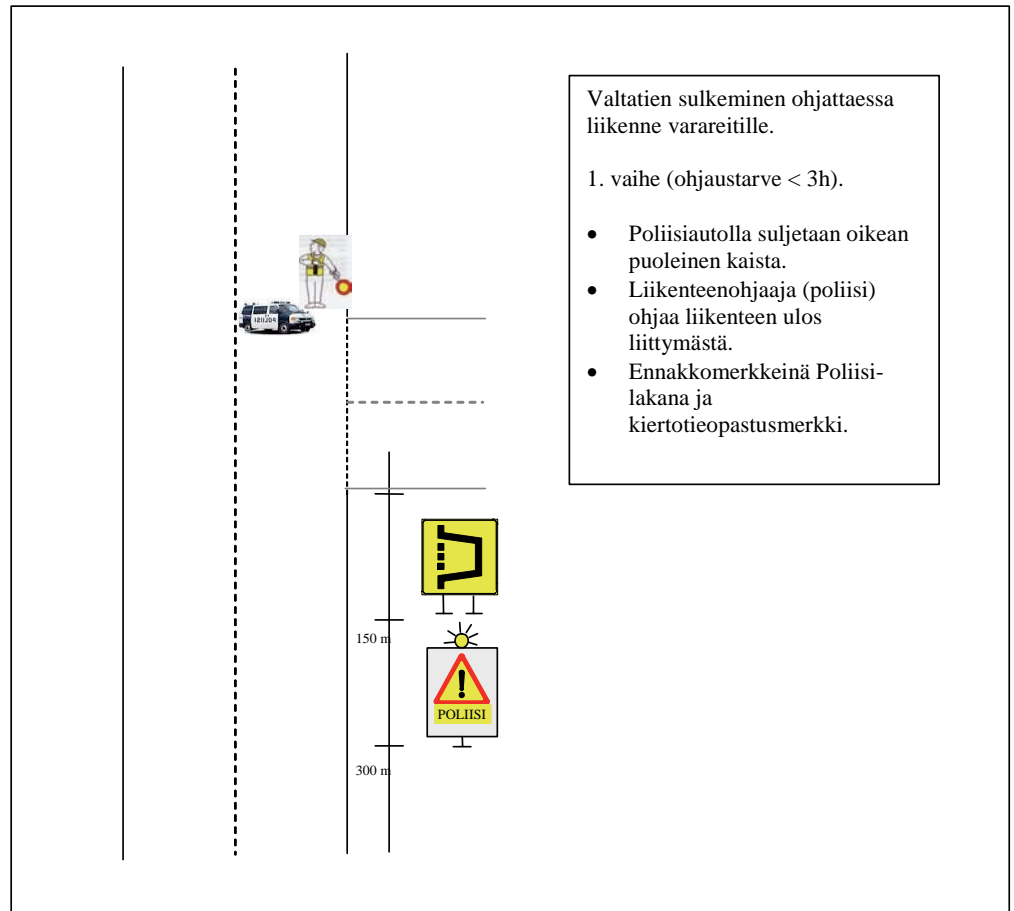 Valtatien sulkeminen ohjattaessa
liikenne varareitille.
1. vaihe (ohjaustarve < 3h).
• Poliisiautolla suljetaan oikean
puoleinen kaista.
• Liikenteenohjaaja (poliisi)
ohjaa liikenteen ulos
liittymästä.
• Ennakkomerkkeinä Poliisi-
lakana ja
kiertotieopastusmerkki.
POLIISI
150 m
POLIISI
300 m